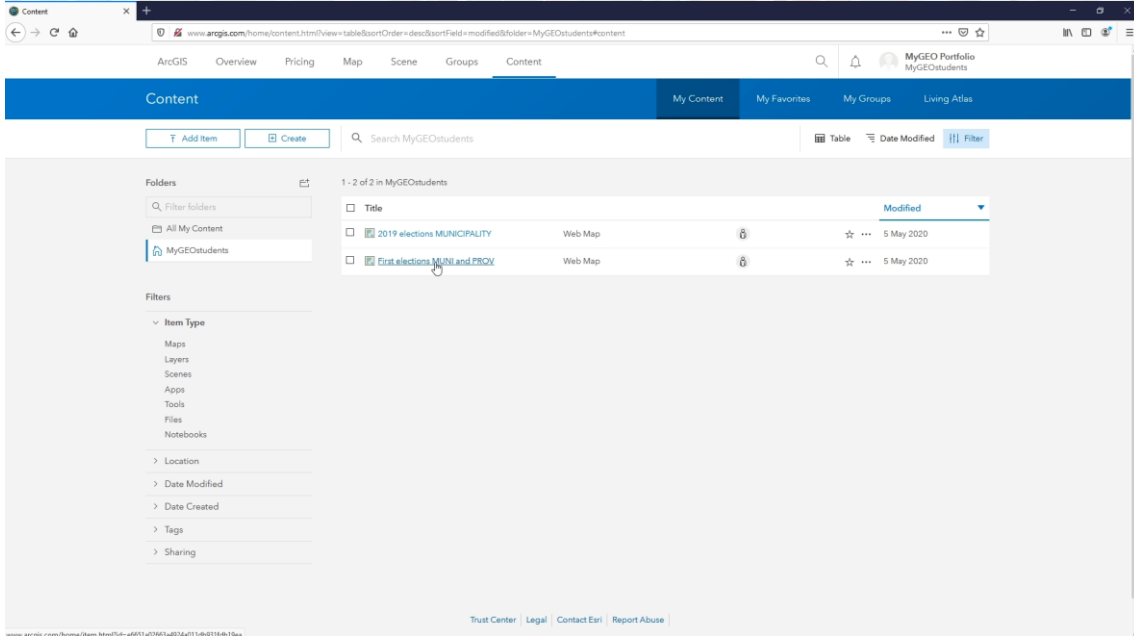 Content
www.arcgis.com/home/content.html?view=table&sortOrder=desc&sortField=modified&folder=MyGEOstudents#content
ArcGIS Overview Pricing Map Scene Groups Content
MyGEO Portfolio
MyGEOstudents
Content My Content My Favorites My Groups Living Atlas
Add Item Create Search MyGEOstudents Table Date Modified Filter
Folders 1 - 2 of 2 in MyGEOstudents
Filter folders Title Modified
All My Content 2019 elections MUNICIPALITY Web Map 5 May 2020
MyGEOstudents First elections MUNI and PROV Web Map 5 May 2020
Filters
Item Type
Maps
Layers
Scenes
Apps
Tools
Files
Notebooks
Location
Date Modified
Date Created
Tags
Sharing
Trust Center Legal Contact Esri Report Abuse